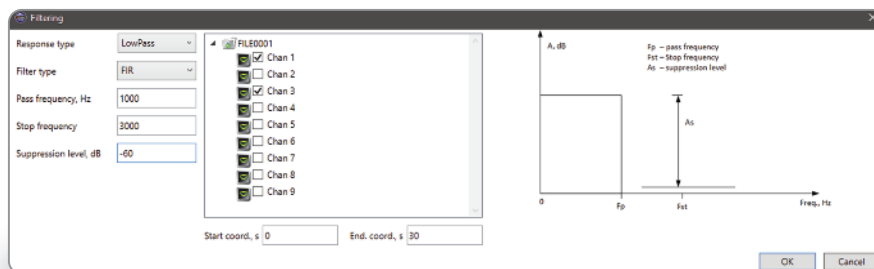 Filtering
Response type LowPass
Filter type FIR
Pass frequency, Hz 1000
Stop frequency 3000
Suppression level, dB -60
FILE0001
Chan 1
Chan 2
Chan 3
Chan 4
Chan 5
Chan 6
Chan 7
Chan 8
Chan 9
Start coord., s 0 End. coord., s 30
A, dB
Fp – pass frequency
Fst – Stop frequency
As – suppression level
As
0 Fp Fst Freq., Hz
OK Cancel